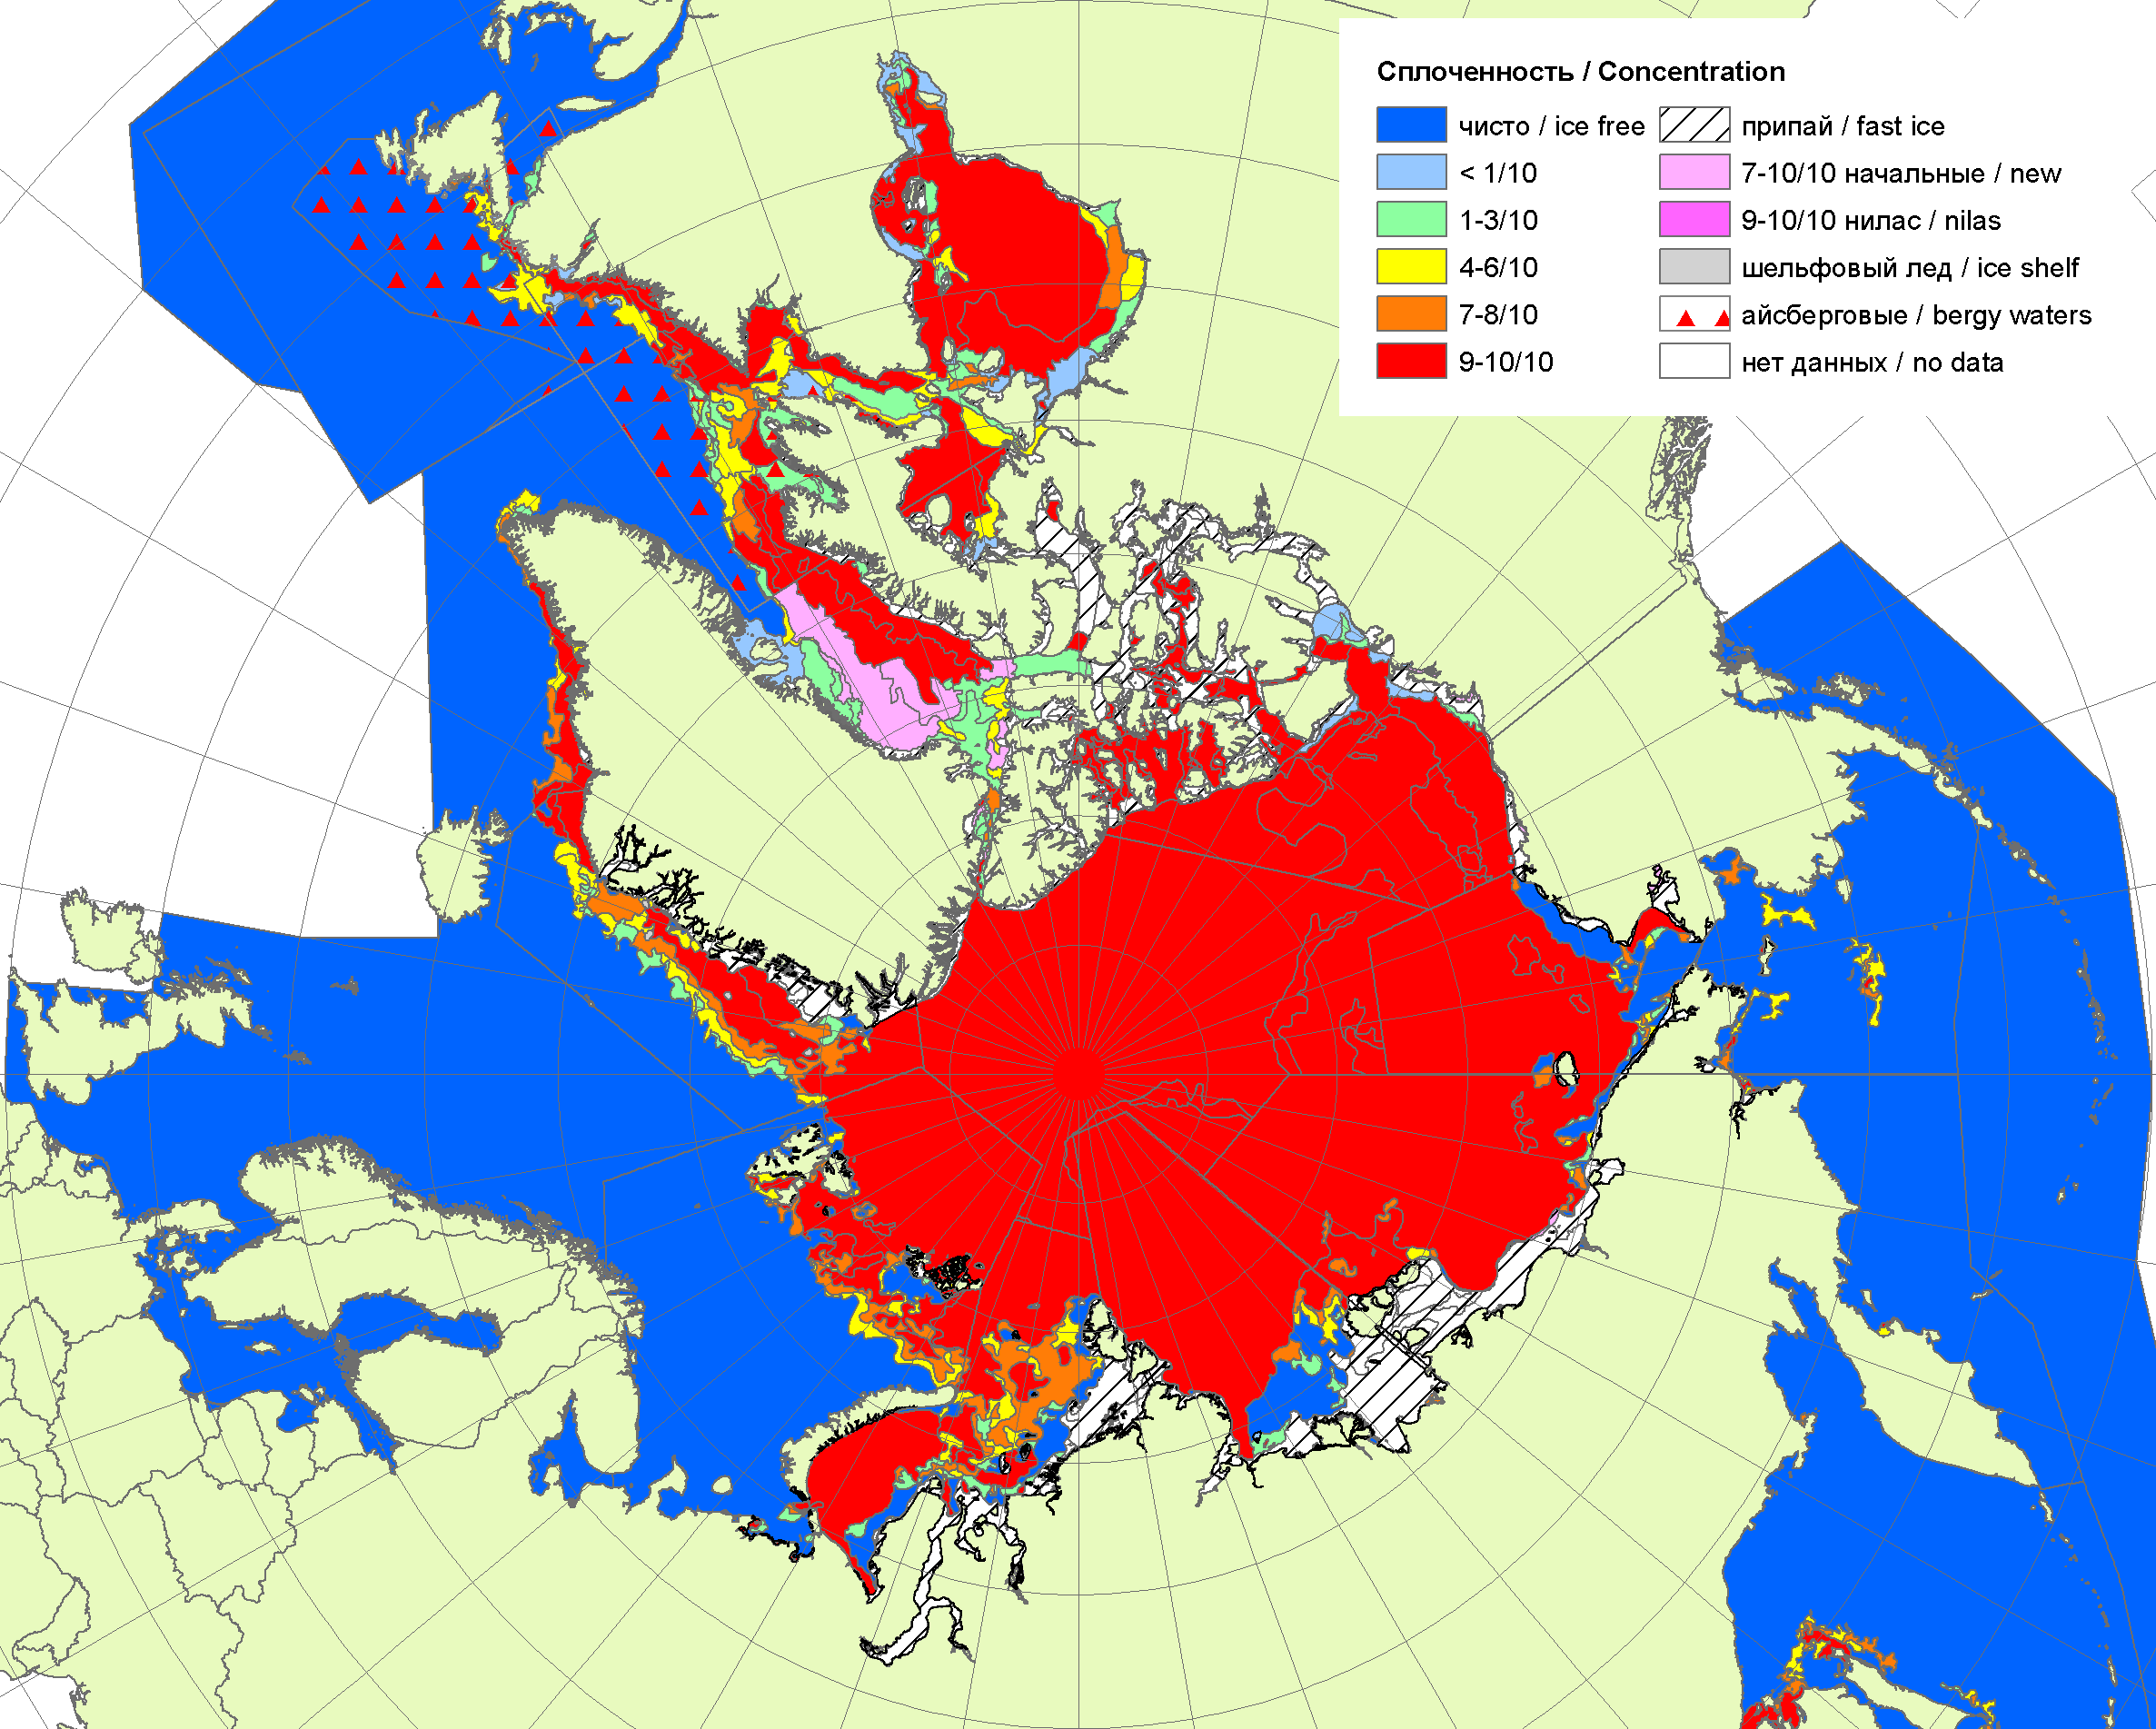 Сплоченность / Concentration
чисто / ice free
припай / fast ice
< 1/10
7-10/10 начальные / new
1-3/10
9-10/10 нилас / nilas
4-6/10
шельфовый лед / ice shelf
7-8/10
айсберговые / bergy waters
9-10/10
нет данных / no data